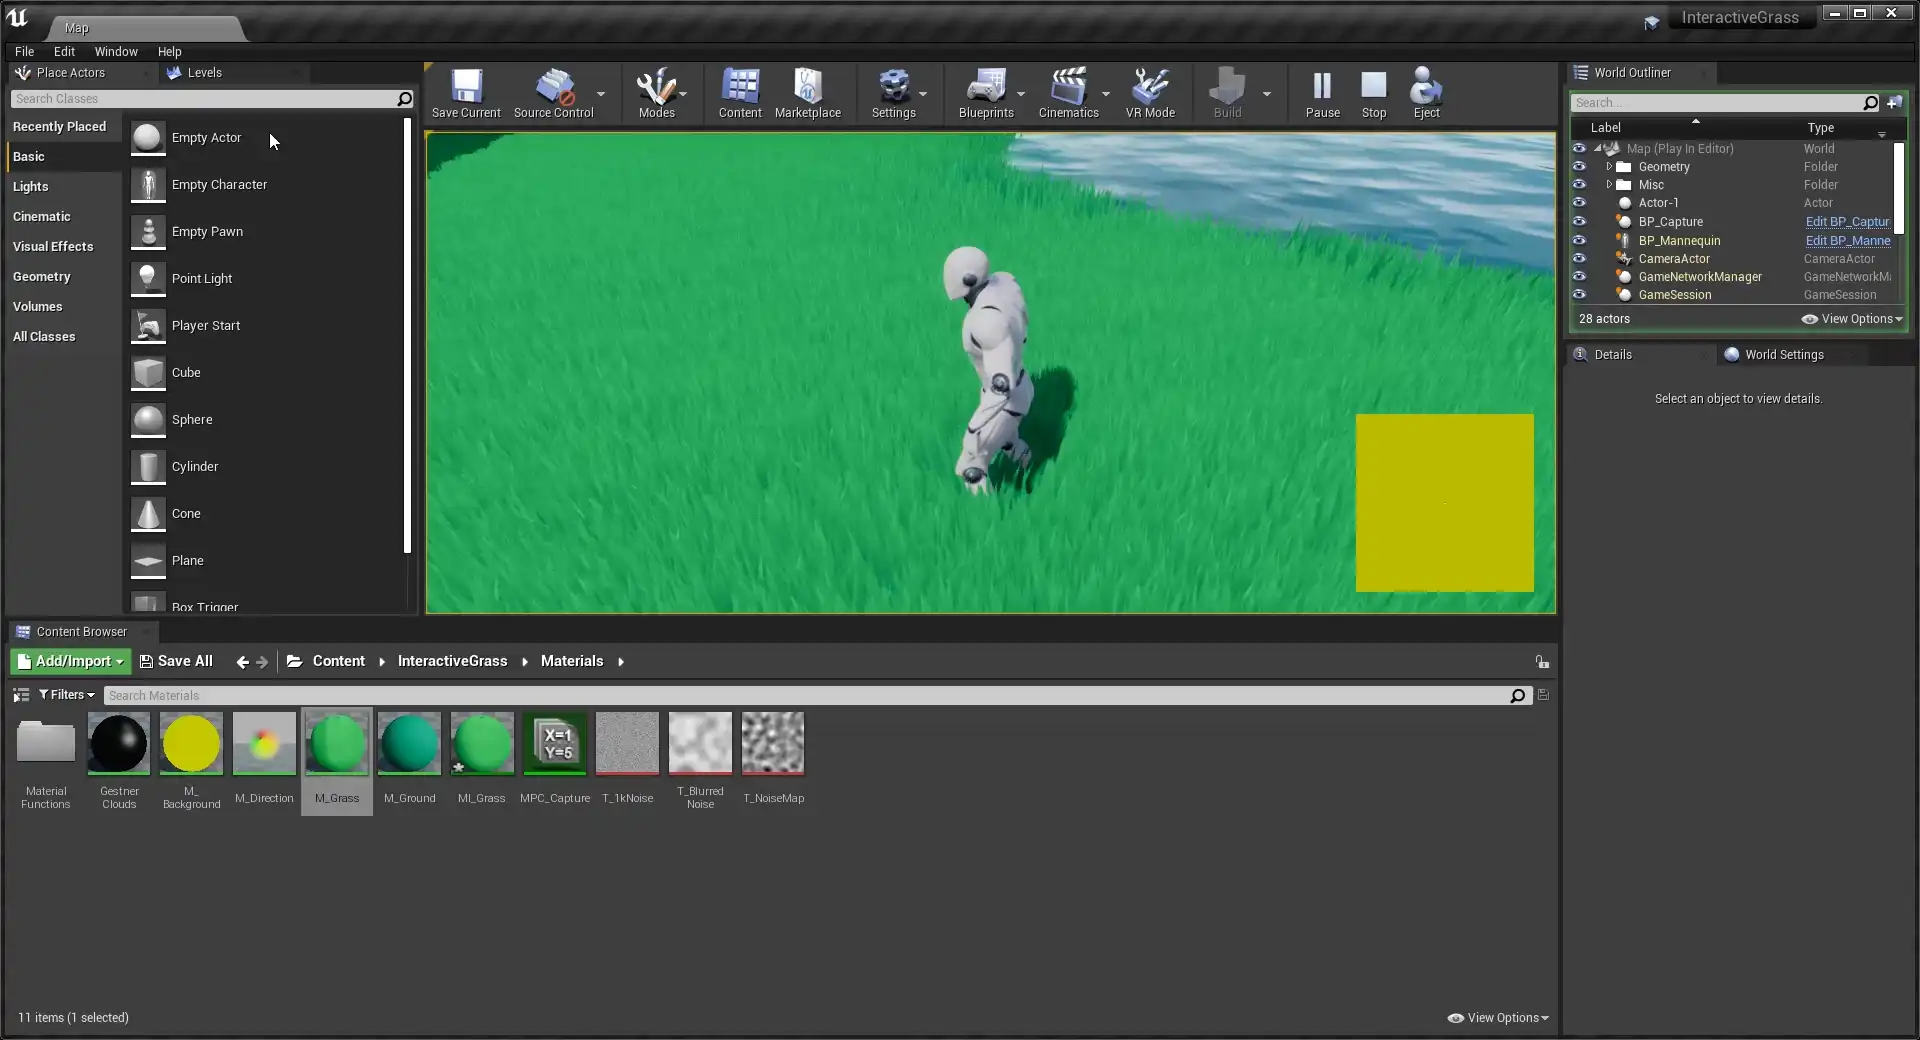 Map
InteractiveGrass
File Edit Window Help
Place Actors
Levels
Search Classes
Recently Placed
Basic
Lights
Cinematic
Visual Effects
Geometry
Volumes
All Classes
Empty Actor
Empty Character
Empty Pawn
Point Light
Player Start
Cube
Sphere
Cylinder
Cone
Plane
Box Trigger
Save Current Source Control Modes Content Marketplace Settings Blueprints Cinematics VR Mode Build Pause Stop Eject
World Outliner
Search...
Label Type
Map (Play In Editor) World
Geometry Folder
Misc Folder
Actor-1 Actor
BP_Capture Edit BP_Captur
BP_Mannequin Edit BP_Manne
CameraActor CameraActor
GameNetworkManager GameNetworkM
GameSession GameSession
28 actors View Options
Details World Settings
Select an object to view details.
Content Browser
Add/Import Save All Content InteractiveGrass Materials
Filters Search Materials
Material
Functions
Gestner
Clouds
M_
Background
M_Direction
M_Grass
M_Ground
MI_Grass
X=1
Y=5
MPC_Capture
T_1kNoise
T_Blurred
Noise
T_NoiseMap
11 items (1 selected) View Options